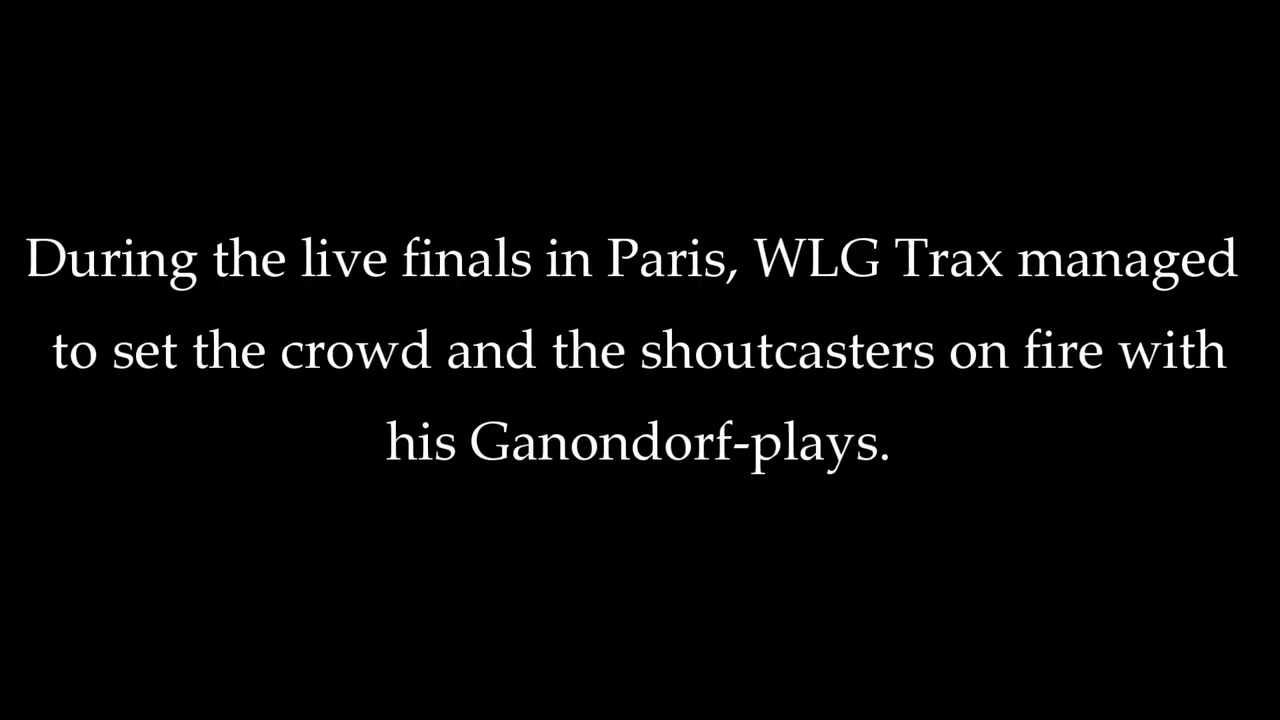 During the live finals in Paris, WLG Trax managed
to set the crowd and the shoutcasters on fire with
his Ganondorf-plays.